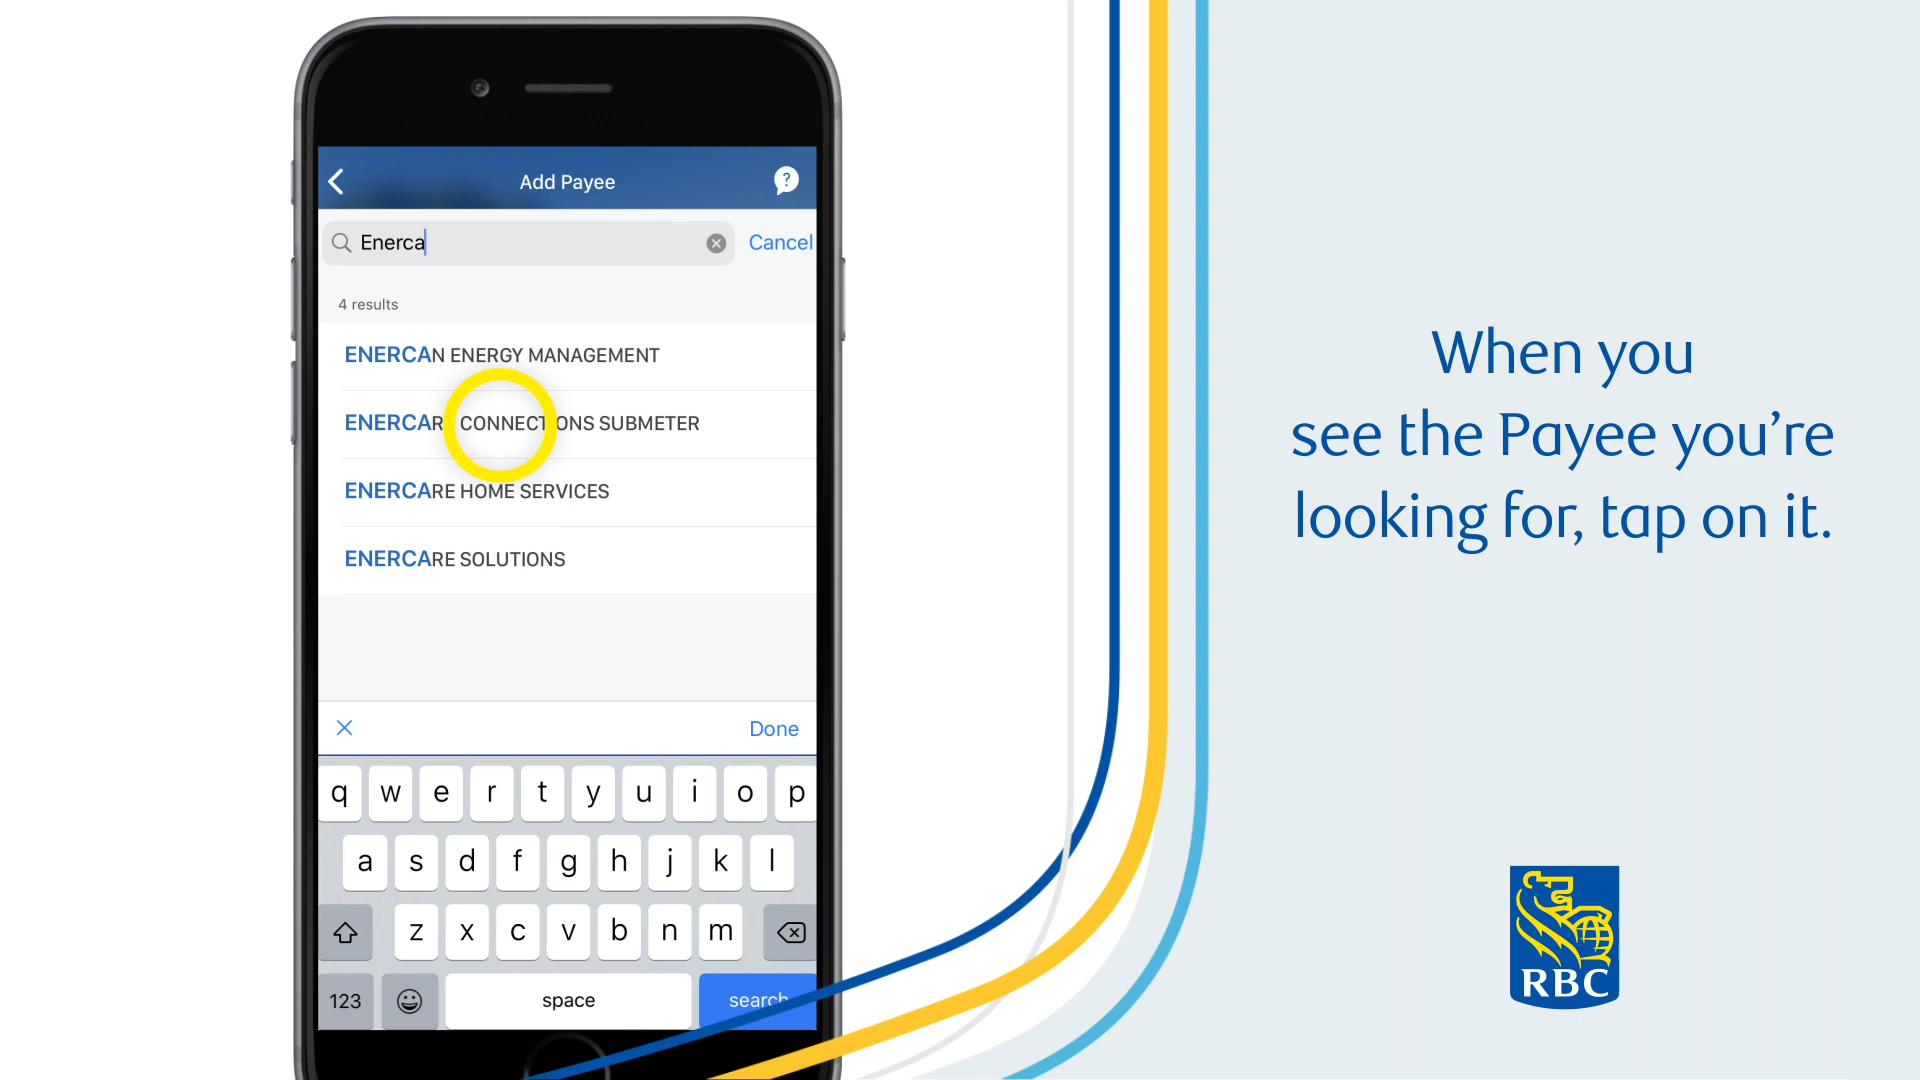 Add Payee
?
Enerca
Cancel
4 results
ENERCAN ENERGY MANAGEMENT
ENERCARE CONNECTIONS SUBMETER
ENERCARE HOME SERVICES
ENERCARE SOLUTIONS
Done
q w e r t y u i o p
a s d f g h j k l
z x c v b n m
123 space search
When you
see the Payee you’re
looking for, tap on it.
RBC